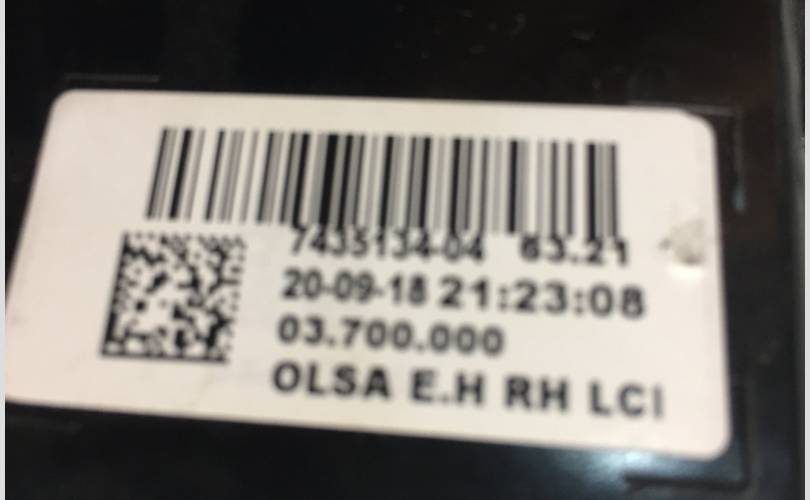 7435134-04 63.21
20-09-18 21:23:08
03.700.000
OLSA E.H RH LCI